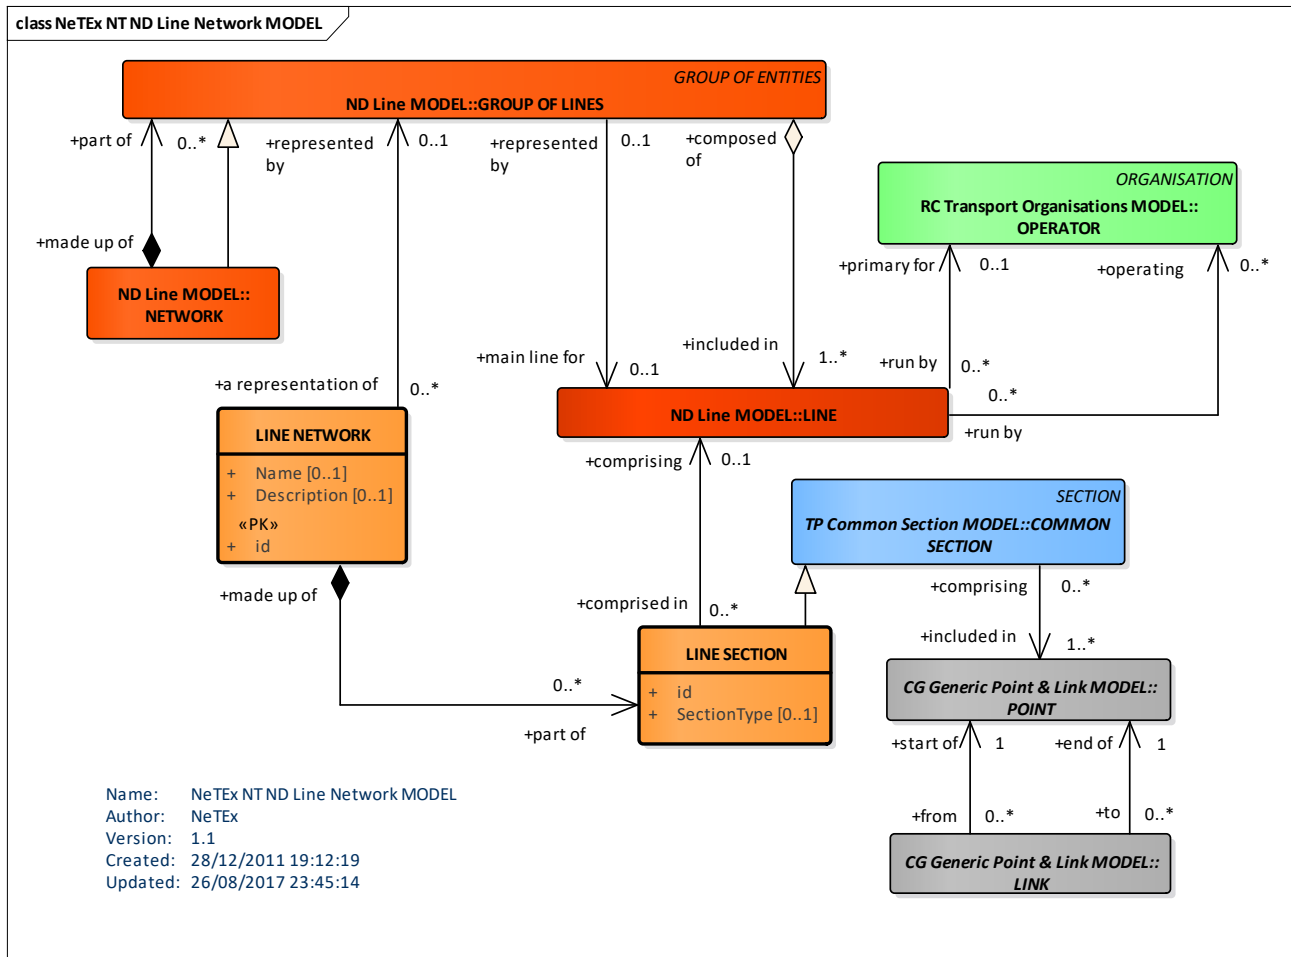 class NeTEx NT ND Line Network MODEL
GROUP OF ENTITIES
ND Line MODEL::GROUP OF LINES
+part of
0..*
+represented
by
0..1
+represented
by
0..1
+composed
of
ORGANISATION
RC Transport Organisations MODEL::
OPERATOR
+made up of
+primary for
0..1
+operating
0..*
ND Line MODEL::
NETWORK
+a representation of
0..*
+main line for
0..1
+included in
1..*
+run by
0..*
0..*
+run by
ND Line MODEL::LINE
LINE NETWORK
+ Name [0..1]
+ Description [0..1]
«PK»
+ id
+comprising
0..1
SECTION
TP Common Section MODEL::COMMON
SECTION
+made up of
+comprised in
0..*
+comprising
0..*
+included in
1..*
LINE SECTION
+ id
+ SectionType [0..1]
0..*
+part of
CG Generic Point & Link MODEL::
POINT
+start of
1
+end of
1
+from
0..*
+to
0..*
CG Generic Point & Link MODEL::
LINK
Name: NeTEx NT ND Line Network MODEL
Author: NeTEx
Version: 1.1
Created: 28/12/2011 19:12:19
Updated: 26/08/2017 23:45:14